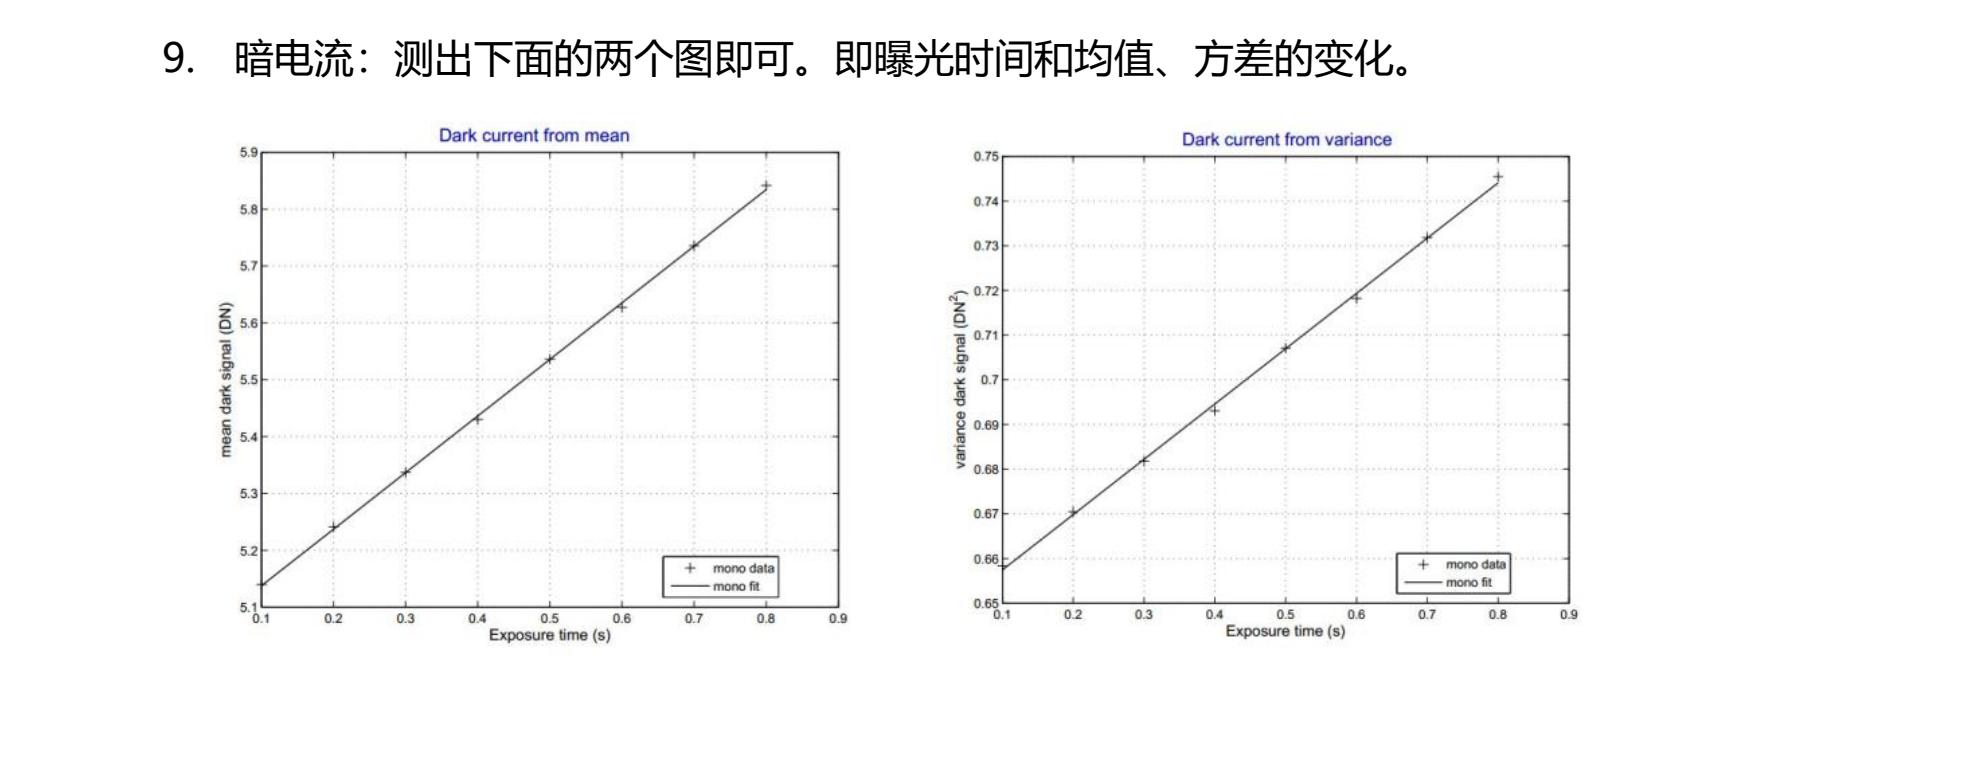 9. 暗电流：测出下面的两个图即可。即曝光时间和均值、方差的变化。
Dark current from mean
5.9
5.8
5.7
5.6
5.5
5.4
5.3
5.2
5.1
mean dark signal (DN)
0.1 0.2 0.3 0.4 0.5 0.6 0.7 0.8 0.9
Exposure time (s)
mono data
mono fit
Dark current from variance
0.75
0.74
0.73
0.72
0.71
0.7
0.69
0.68
0.67
0.66
0.65
variance dark signal (DN²)
0.1 0.2 0.3 0.4 0.5 0.6 0.7 0.8 0.9
Exposure time (s)
mono data
mono fit